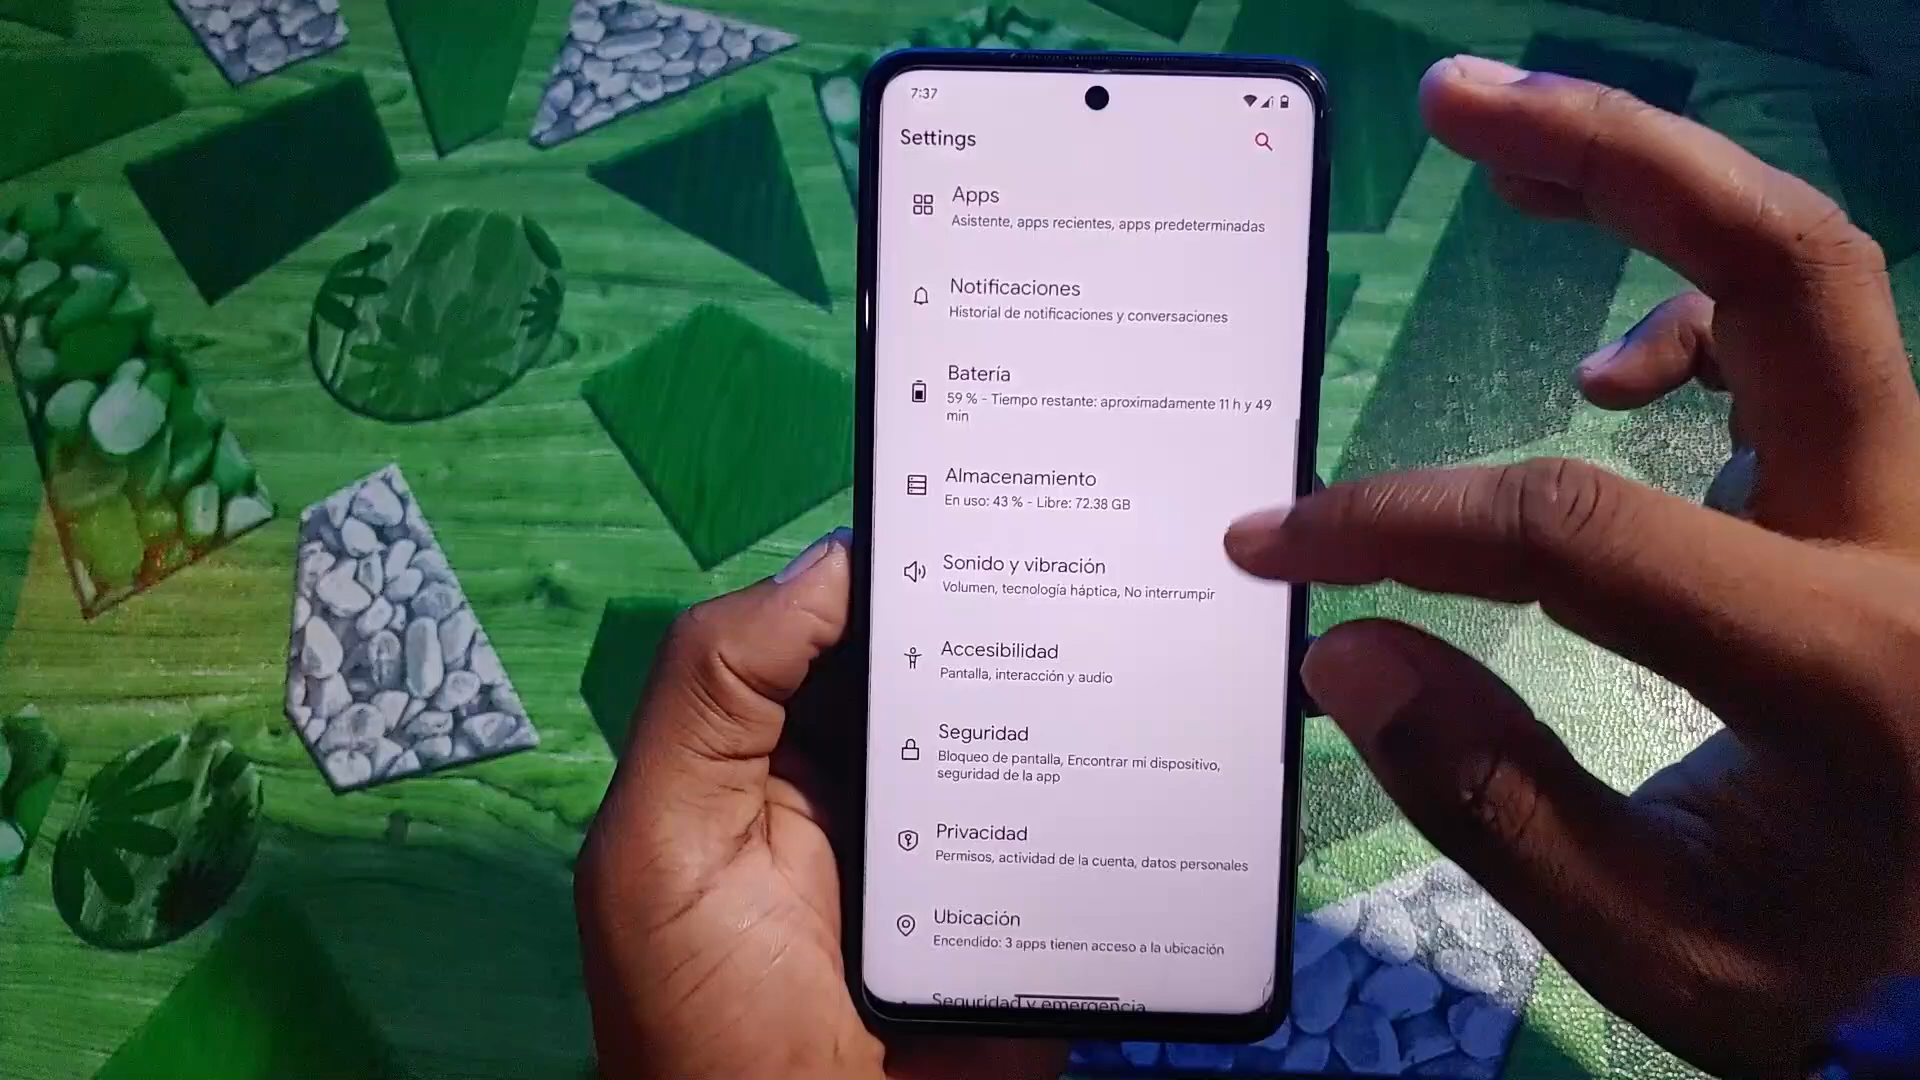 7:37
Settings
Apps
Asistente, apps recientes, apps predeterminadas
Notificaciones
Historial de notificaciones y conversaciones
Batería
59 % - Tiempo restante: aproximadamente 11 h y 49
min
Almacenamiento
En uso: 43 % - Libre: 72.38 GB
Sonido y vibración
Volumen, tecnología háptica, No interrumpir
Accesibilidad
Pantalla, interacción y audio
Seguridad
Bloqueo de pantalla, Encontrar mi dispositivo,
seguridad de la app
Privacidad
Permisos, actividad de la cuenta, datos personales
Ubicación
Encendido: 3 apps tienen acceso a la ubicación
Seguridad y emergencia